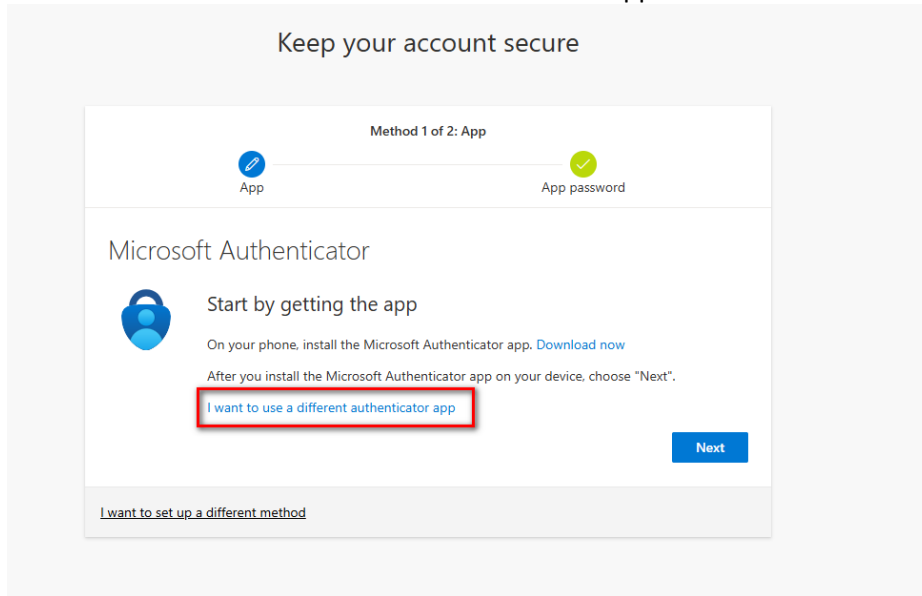 Keep your account secure
Method 1 of 2: App
App
App password
Microsoft Authenticator
Start by getting the app
On your phone, install the Microsoft Authenticator app. Download now
After you install the Microsoft Authenticator app on your device, choose "Next".
I want to use a different authenticator app
Next
I want to set up a different method